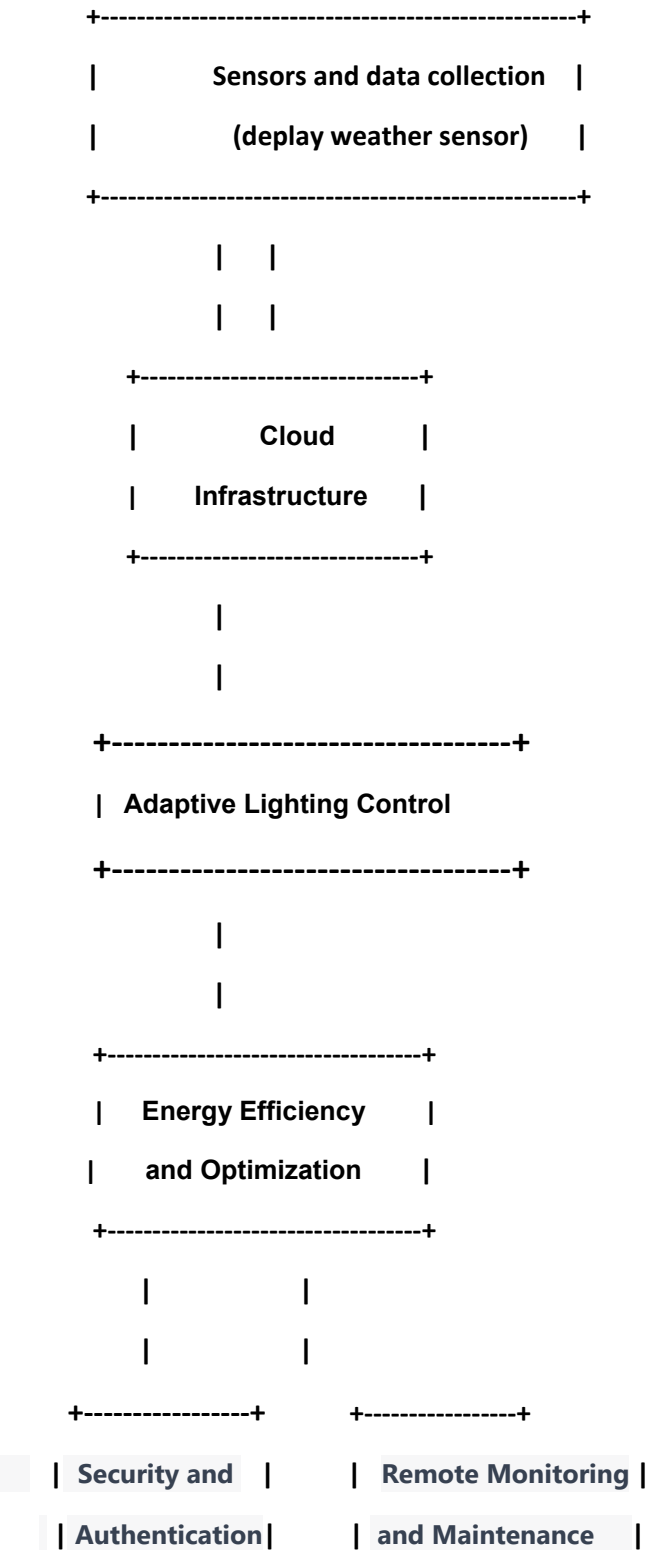 +-----------------------------------------------------+
| Sensors and data collection |
| (deplay weather sensor) |
+-----------------------------------------------------+
| |
| |
+-------------------------------+
| Cloud |
| Infrastructure |
+-------------------------------+
|
|
+-----------------------------------+
| Adaptive Lighting Control
+-----------------------------------+
|
|
+-----------------------------------+
| Energy Efficiency |
| and Optimization |
+-----------------------------------+
| |
| |
+------------------+ +-----------------+
| Security and | | Remote Monitoring |
| Authentication | | and Maintenance |